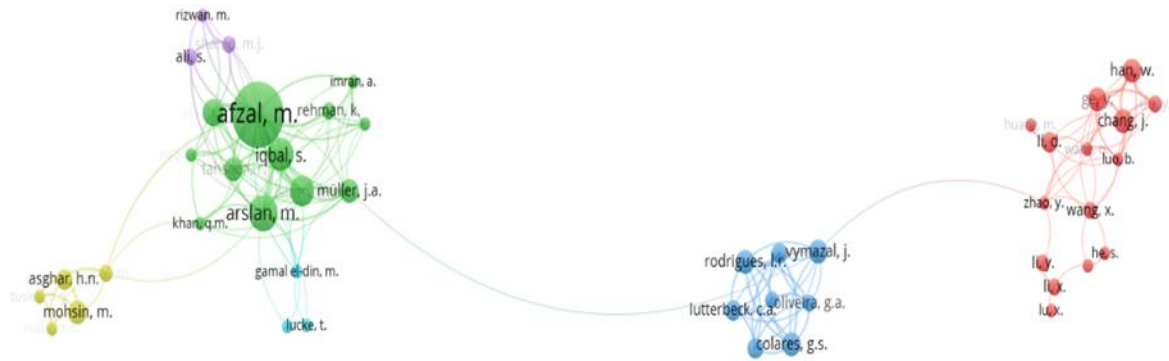 rizwan, m.
ali, s.
imran, a.
afzal, m.
rehman, k.
iqbal, s.
müller, j.a.
arslan, m.
khan, q.m.
gamal el-din, m.
lucke, t.
asghar, h.n.
mohsin, m.
vymazal, j.
rodrigues, l.r.
oliveira, g.a.
lutterbeck, c.a.
colares, g.s.
han, w.
ge, y.
chang, j.
li, d.
luo, b.
zhao, y.
wang, x.
he, s.
li, y.
li, x.
lu, x.